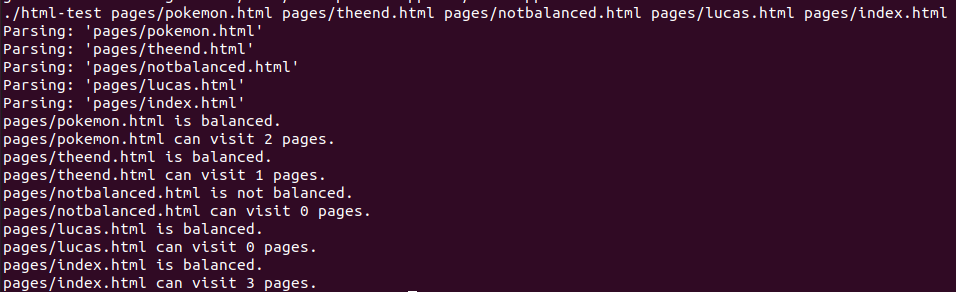 ./html-test pages/pokemon.html pages/theend.html pages/notbalanced.html pages/lucas.html pages/index.html
Parsing: 'pages/pokemon.html'
Parsing: 'pages/theend.html'
Parsing: 'pages/notbalanced.html'
Parsing: 'pages/lucas.html'
Parsing: 'pages/index.html'
pages/pokemon.html is balanced.
pages/pokemon.html can visit 2 pages.
pages/theend.html is balanced.
pages/theend.html can visit 1 pages.
pages/notbalanced.html is not balanced.
pages/notbalanced.html can visit 0 pages.
pages/lucas.html is balanced.
pages/lucas.html can visit 0 pages.
pages/index.html is balanced.
pages/index.html can visit 3 pages.